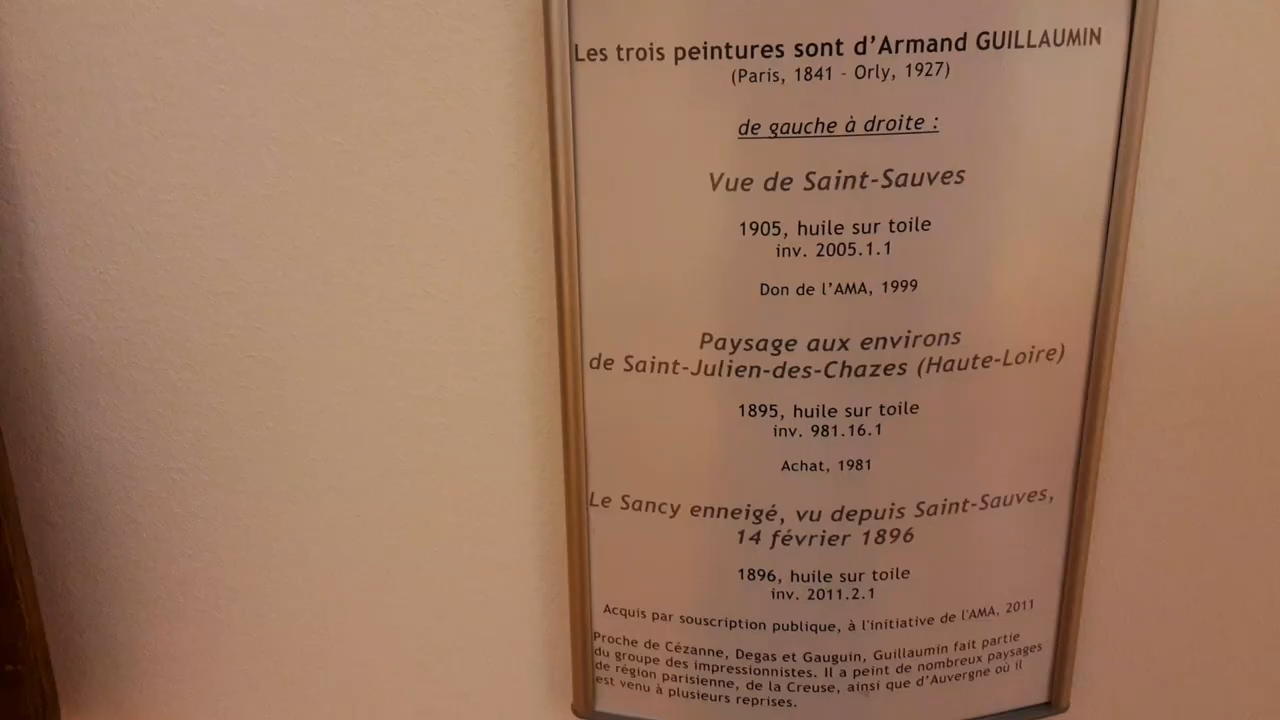 Les trois peintures sont d'Armand GUILLAUMIN
(Paris, 1841 - Orly, 1927)
de gauche à droite :
Vue de Saint-Sauves
1905, huile sur toile
inv. 2005.1.1
Don de l'AMA, 1999
Paysage aux environs
de Saint-Julien-des-Chazes (Haute-Loire)
1895, huile sur toile
inv. 981.16.1
Achat, 1981
Le Sancy enneigé, vu depuis Saint-Sauves,
14 février 1896
1896, huile sur toile
inv. 2011.2.1
Acquis par souscription publique, à l'initiative de l'AMA, 2011
Proche de Cézanne, Degas et Gauguin, Guillaumin fait partie
du groupe des impressionnistes. Il a peint de nombreux paysages
de région parisienne, de la Creuse, ainsi que d'Auvergne où il
est venu à plusieurs reprises.